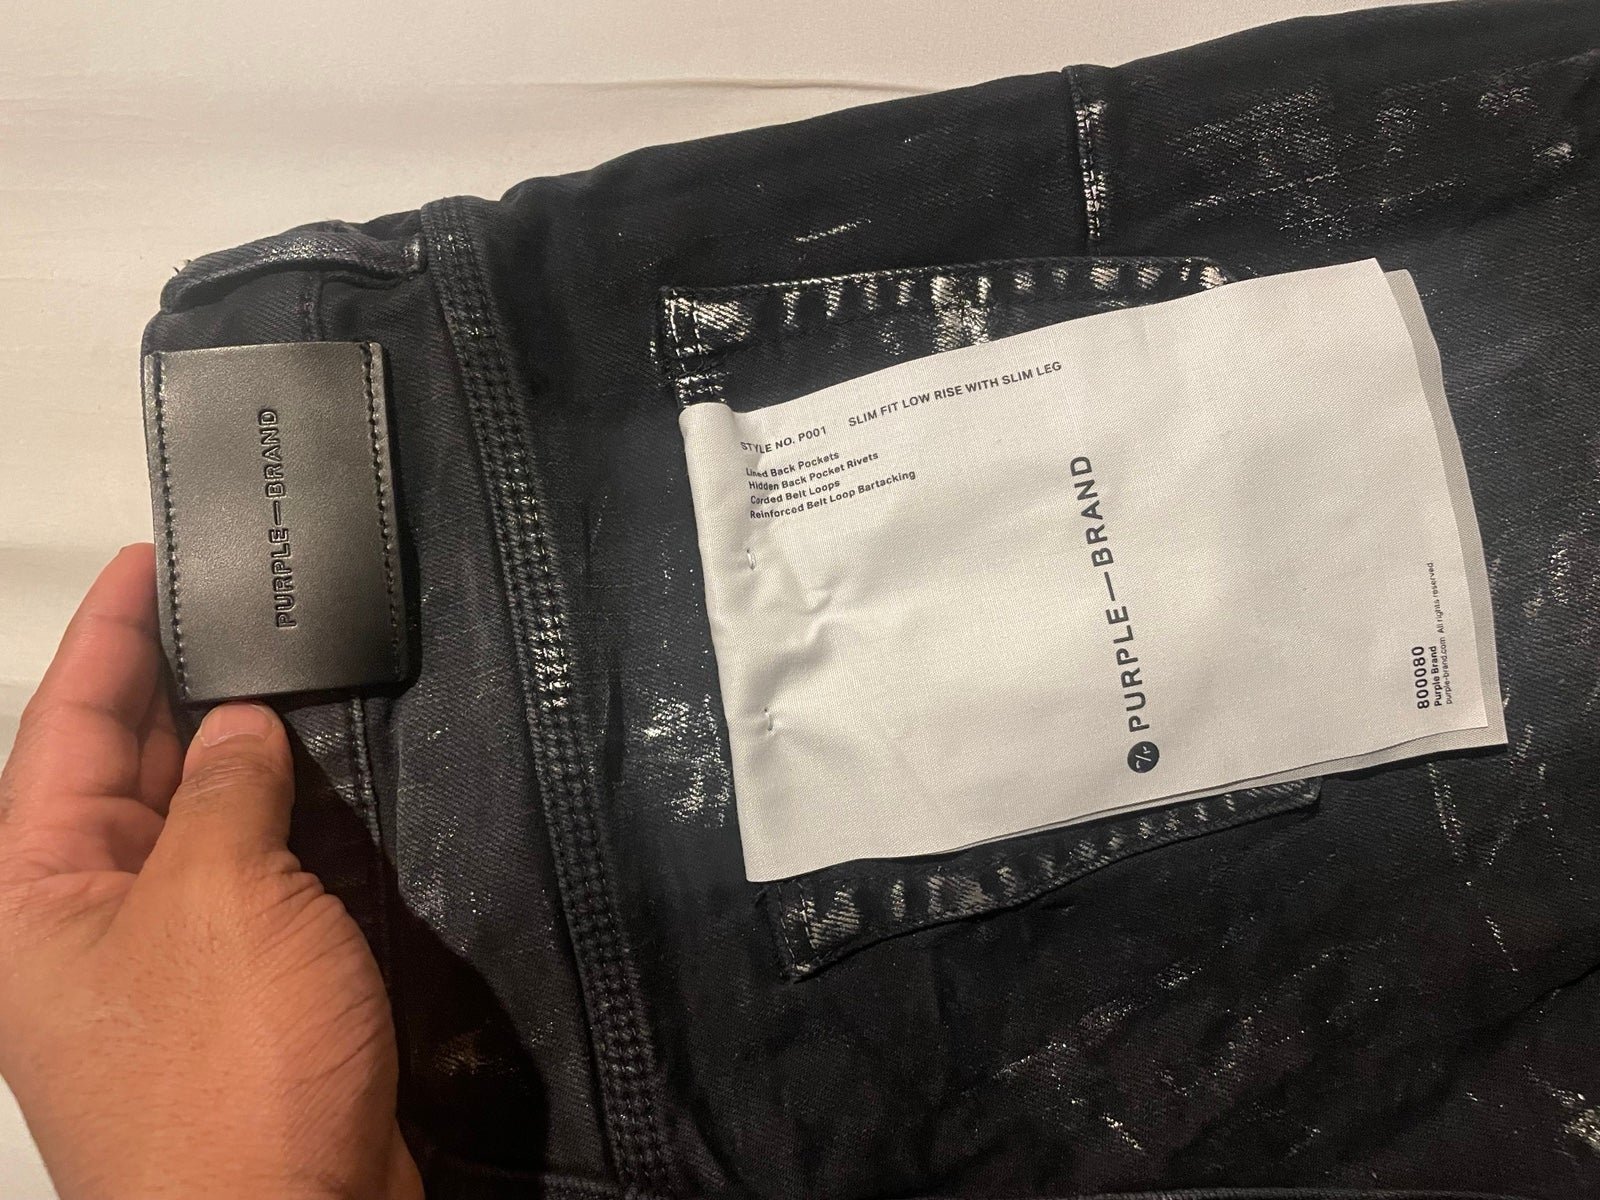 PURPLE—BRAND
STYLE NO. P001 SLIM FIT LOW RISE WITH SLIM LEG
Lined Back Pockets
Hidden Back Pocket Rivets
Corded Belt Loops
Reinforced Belt Loop Bartacking
PURPLE—BRAND
800080
Purple Brand
purple-brand.com All rights reserved